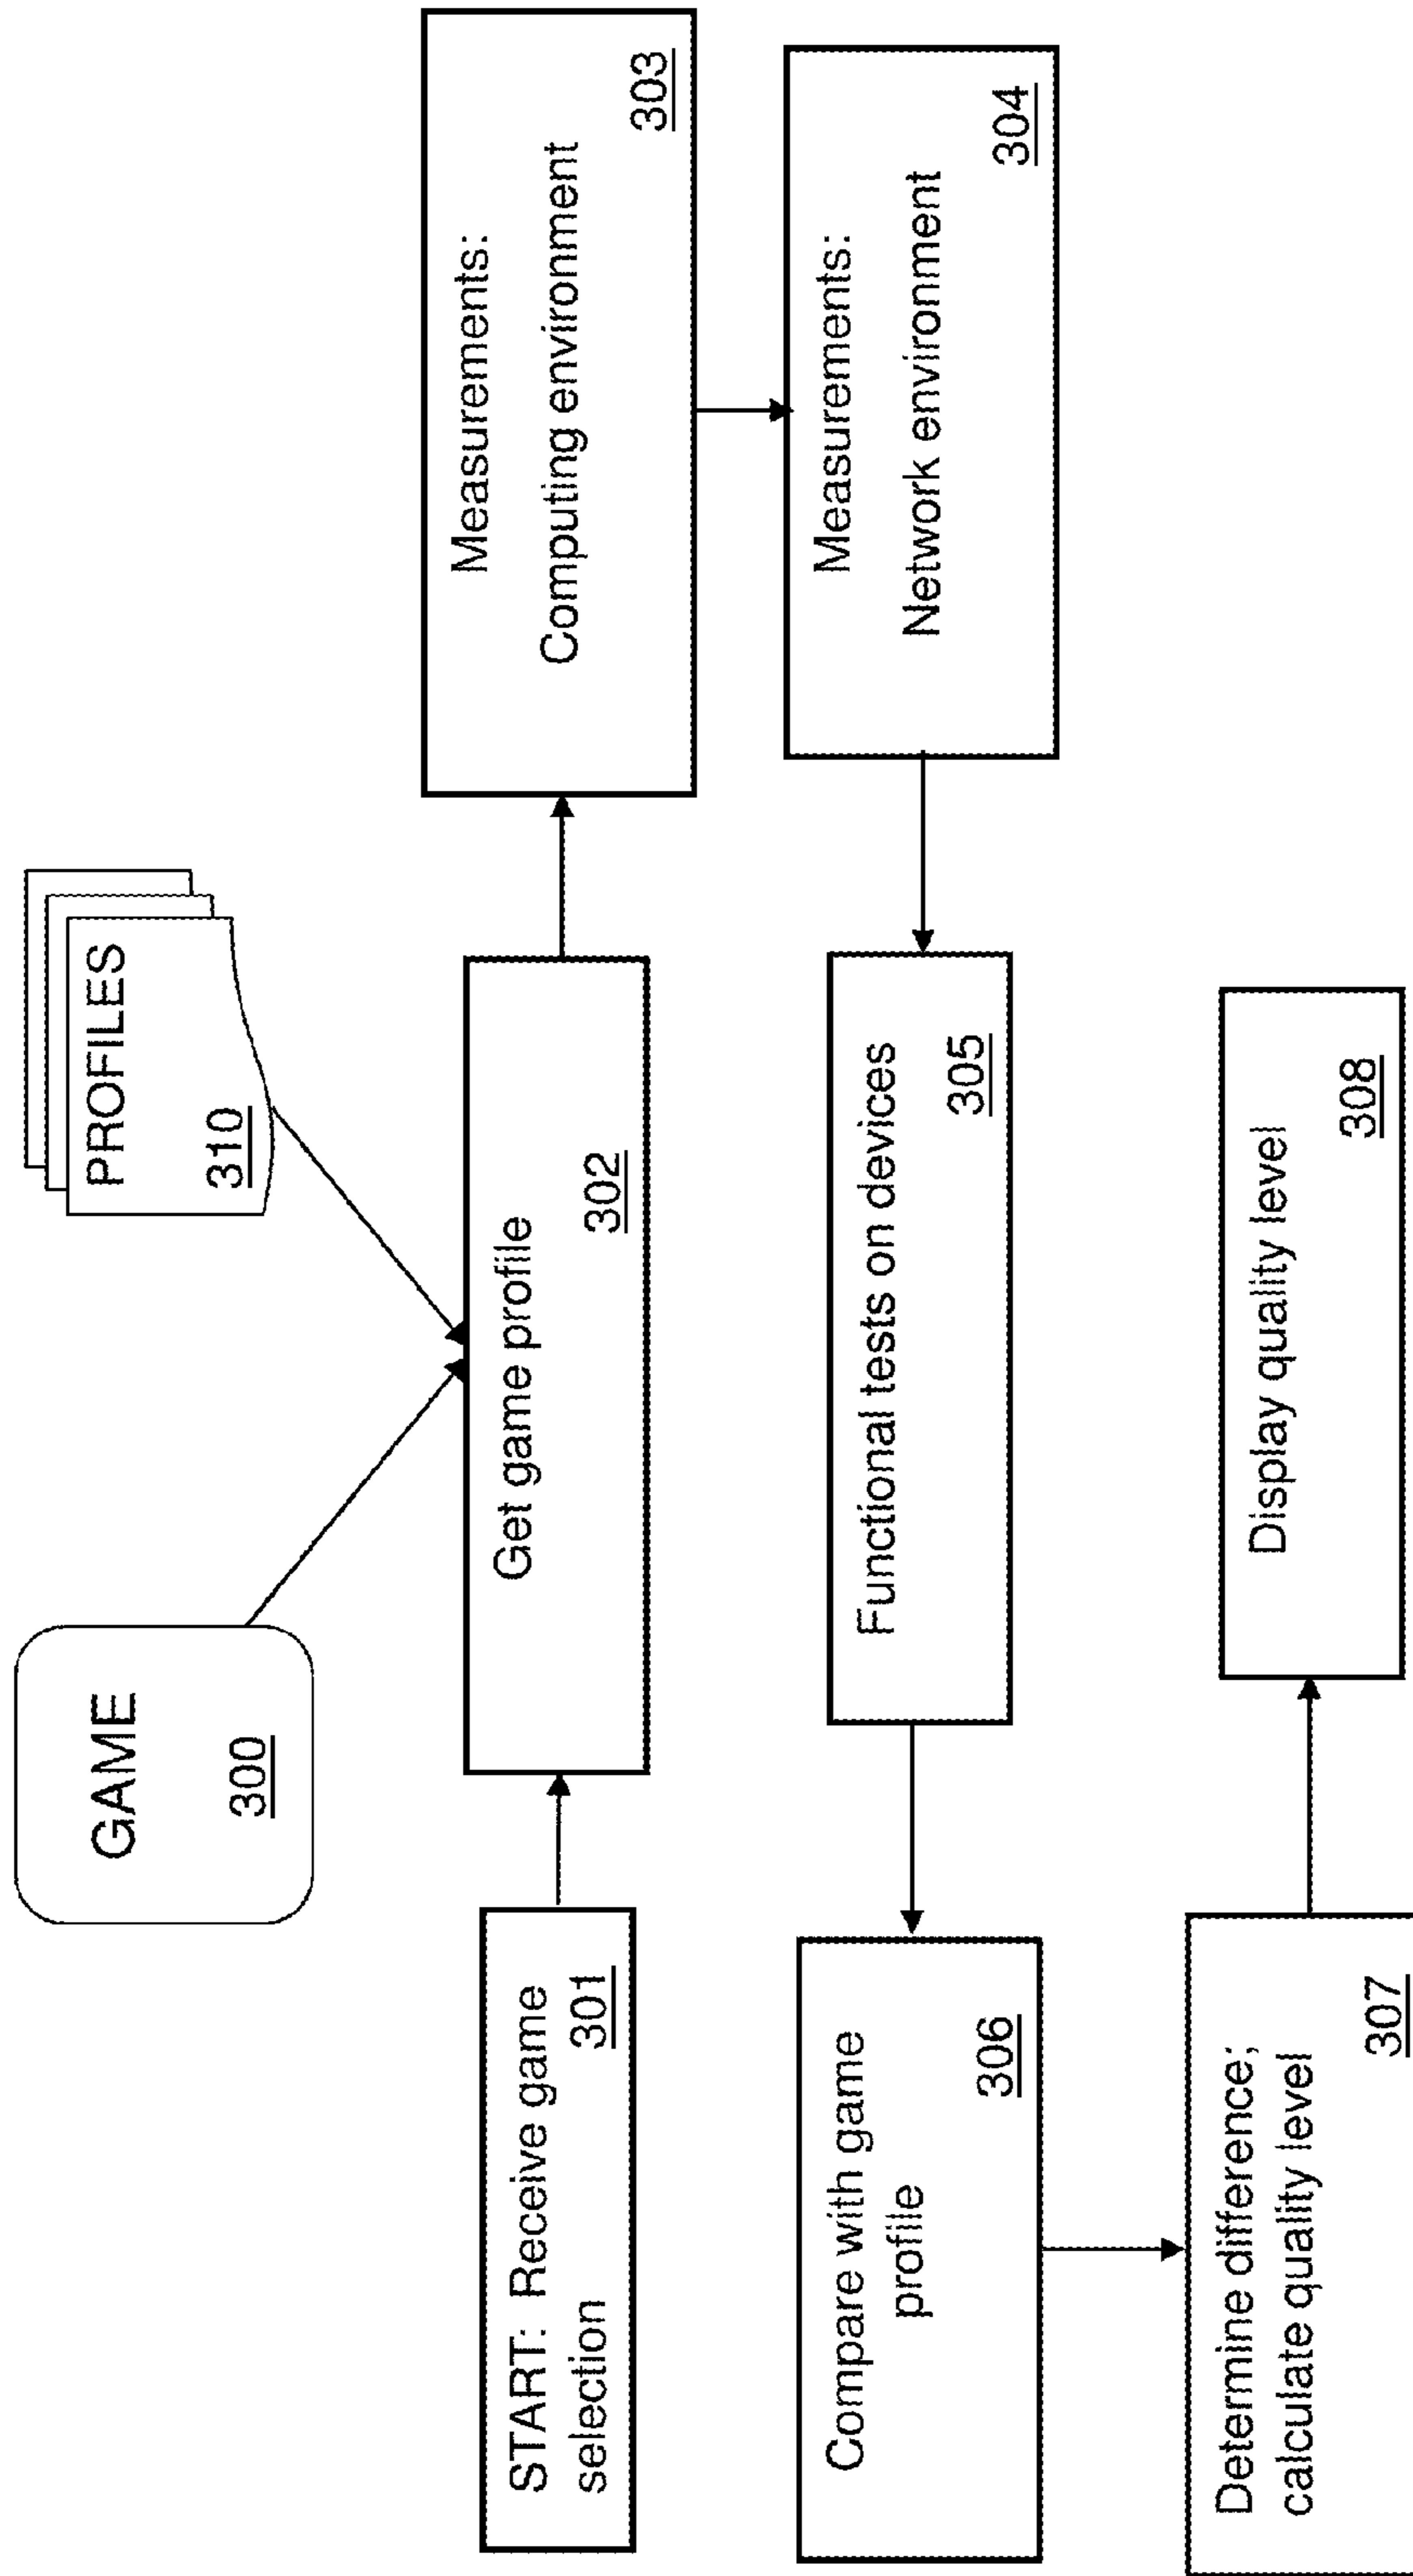 GAME
300
PROFILES
310
START: Receive game
selection
301
Get game profile
302
Measurements:
Computing environment
303
Measurements:
Network environment
304
Functional tests on devices
305
Compare with game
profile
306
Determine difference;
calculate quality level
307
Display quality level
308